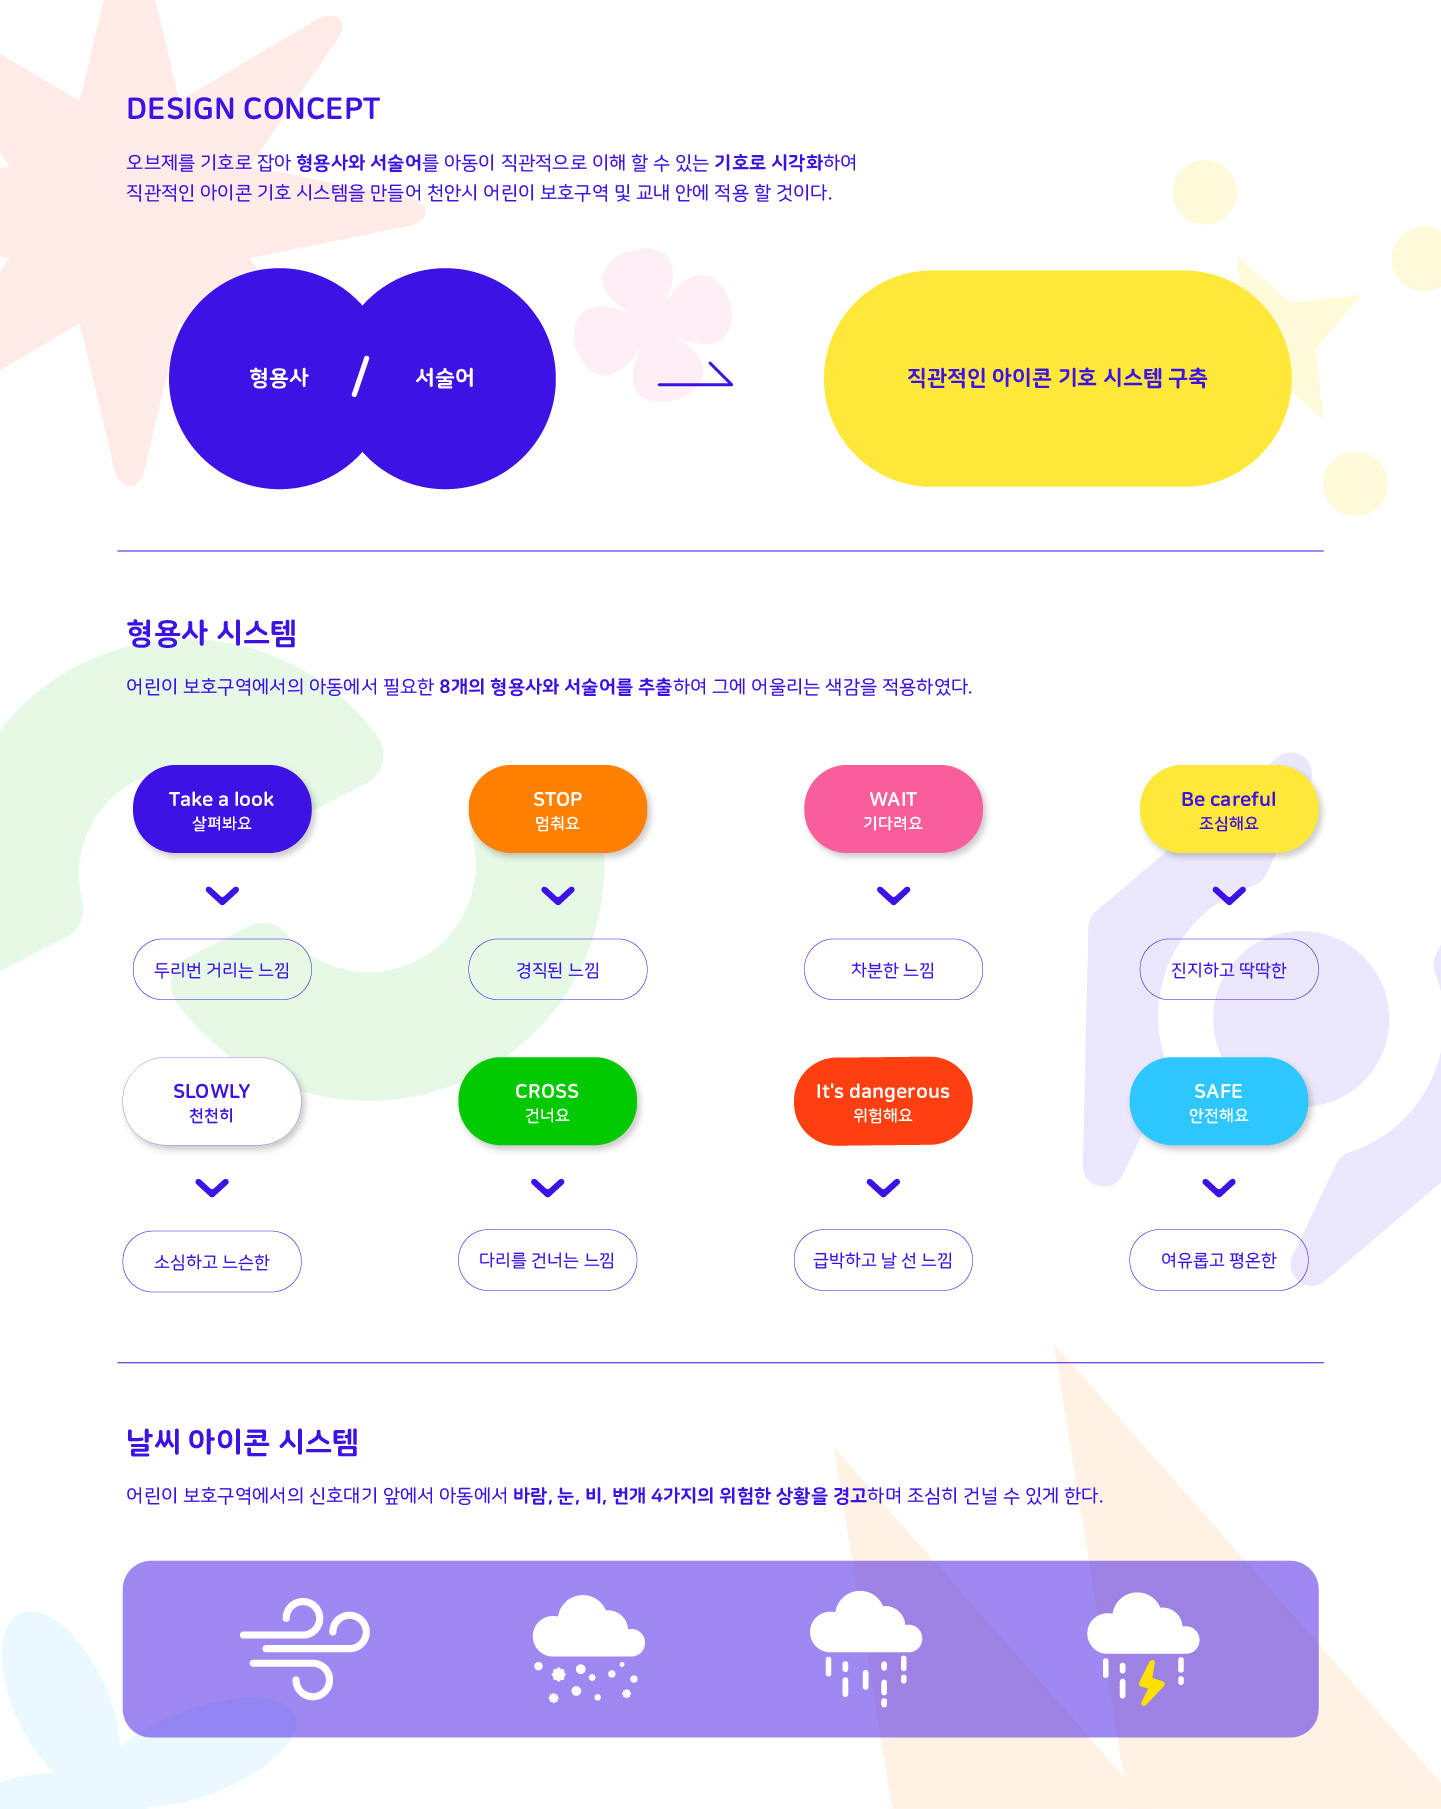 DESIGN CONCEPT
오브제를 기호로 잡아 형용사와 서술어를 아동이 직관적으로 이해 할 수 있는 기호로 시각화하여
직관적인 아이콘 기호 시스템을 만들어 천안시 어린이 보호구역 및 교내 안에 적용 할 것이다.
형용사 / 서술어
직관적인 아이콘 기호 시스템 구축
형용사 시스템
어린이 보호구역에서의 아동에서 필요한 8개의 형용사와 서술어를 추출하여 그에 어울리는 색감을 적용하였다.
Take a look
살펴봐요
STOP
멈춰요
WAIT
기다려요
Be careful
조심해요
두리번 거리는 느낌
경직된 느낌
차분한 느낌
진지하고 딱딱한
SLOWLY
천천히
CROSS
건너요
It's dangerous
위험해요
SAFE
안전해요
소심하고 느슨한
다리를 건너는 느낌
급박하고 날 선 느낌
여유롭고 평온한
날씨 아이콘 시스템
어린이 보호구역에서의 신호대기 앞에서 아동에서 바람, 눈, 비, 번개 4가지의 위험한 상황을 경고하며 조심히 건널 수 있게 한다.